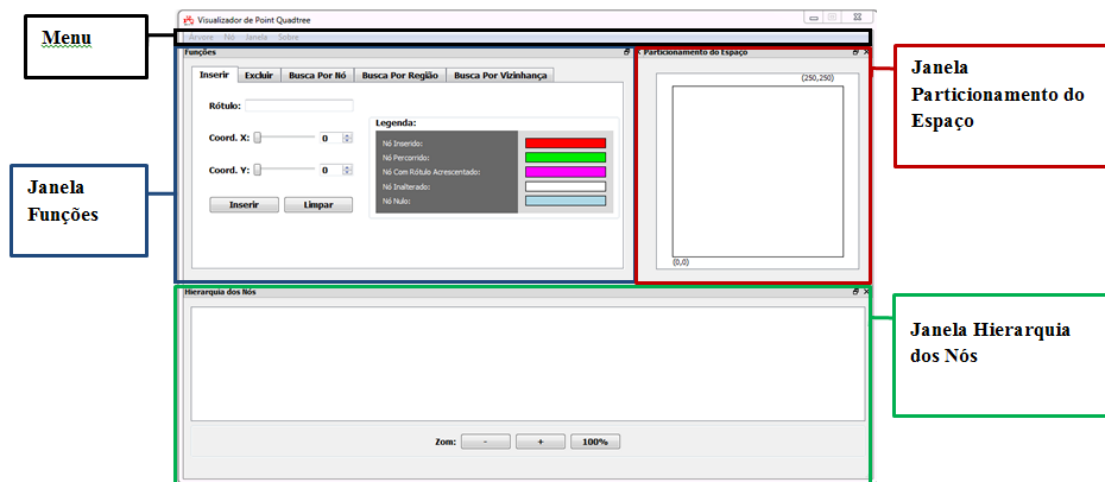 Visualizador de Point Quadtree
Menu
Árvore Nó Janela Sobre
Funções
Particionamento do Espaço
Inserir Excluir Busca Por Nó Busca Por Região Busca Por Vizinhança
Rótulo:
Coord. X: 0
Coord. Y: 0
Inserir Limpar
Legenda:
Nó Inserido:
Nó Percorrido:
Nó Com Rótulo Acrescentado:
Nó Inalterado:
Nó Nulo:
(250,250)
(0,0)
Janela
Particionamento do
Espaço
Janela
Funções
Hierarquia dos Nós
Zom: - + 100%
Janela Hierarquia
dos Nós